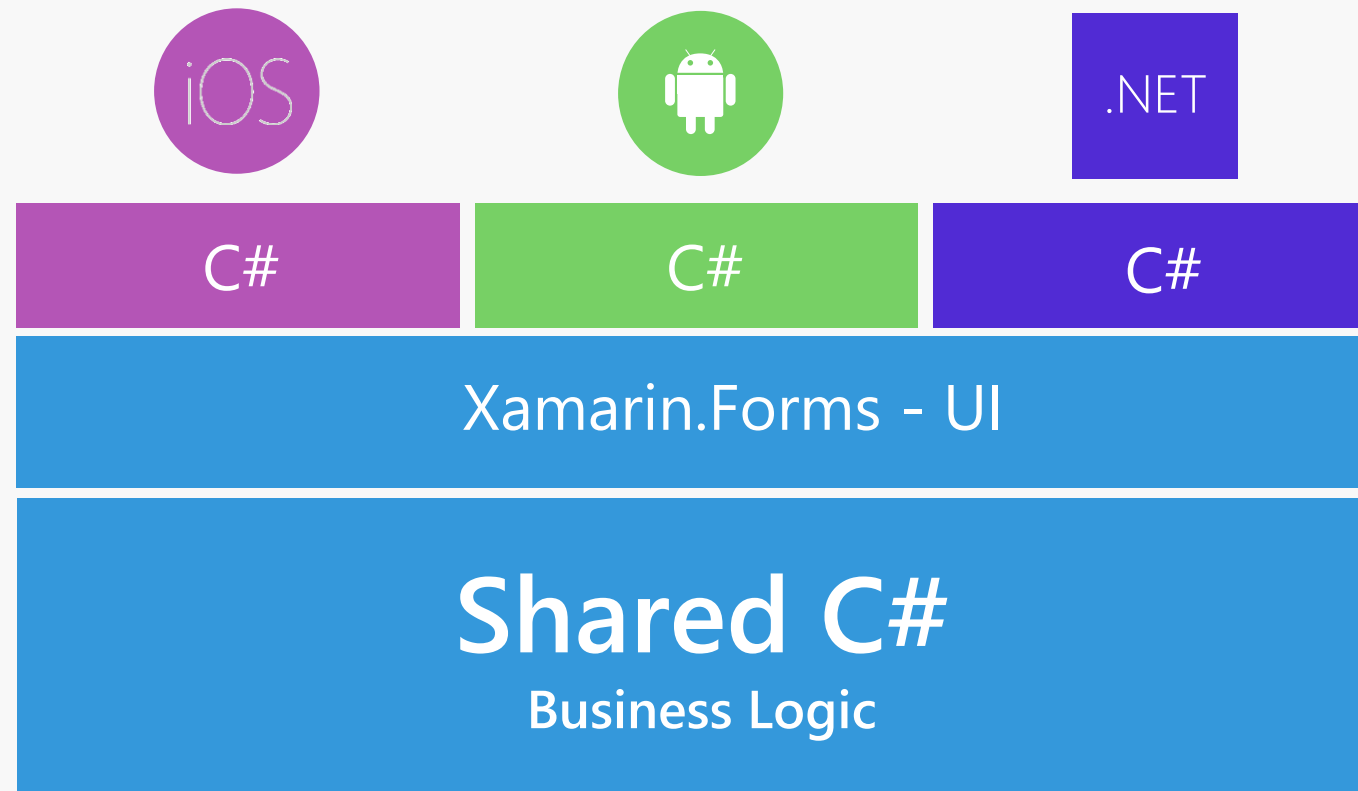 iOS
.NET
C#
C#
C#
Xamarin.Forms - UI
Shared C#
Business Logic